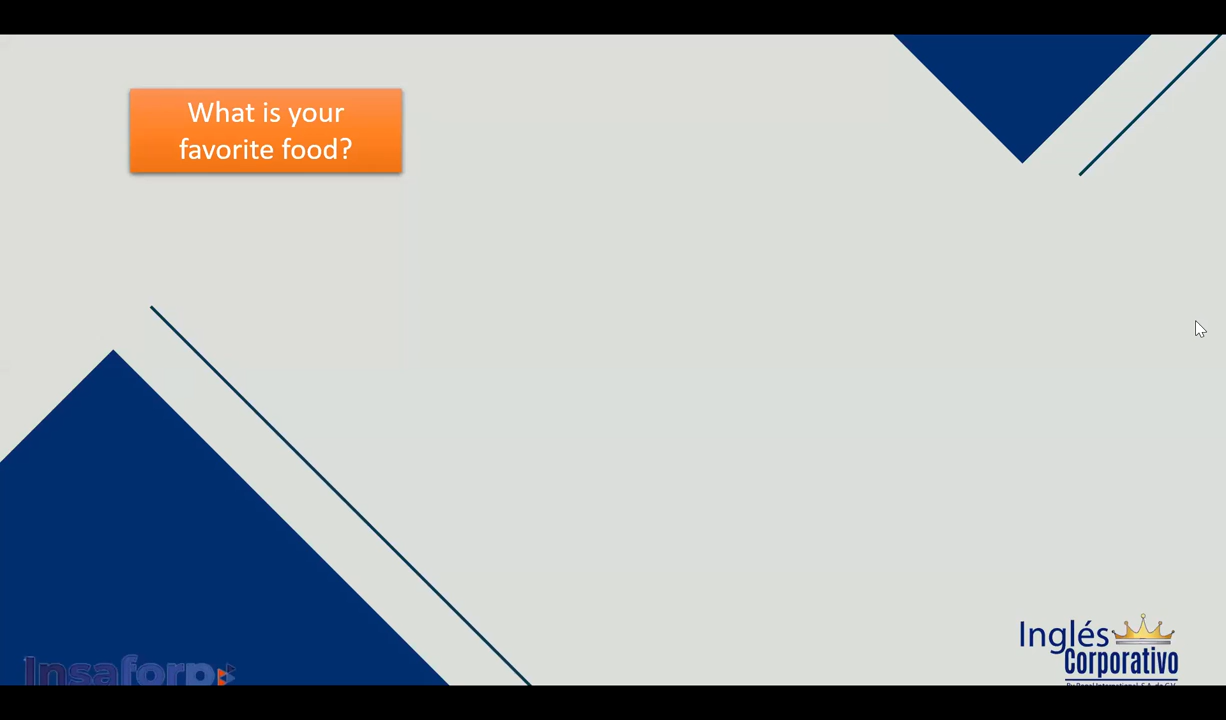 What is your
favorite food?
Inglés
Corporativo
Insaforp